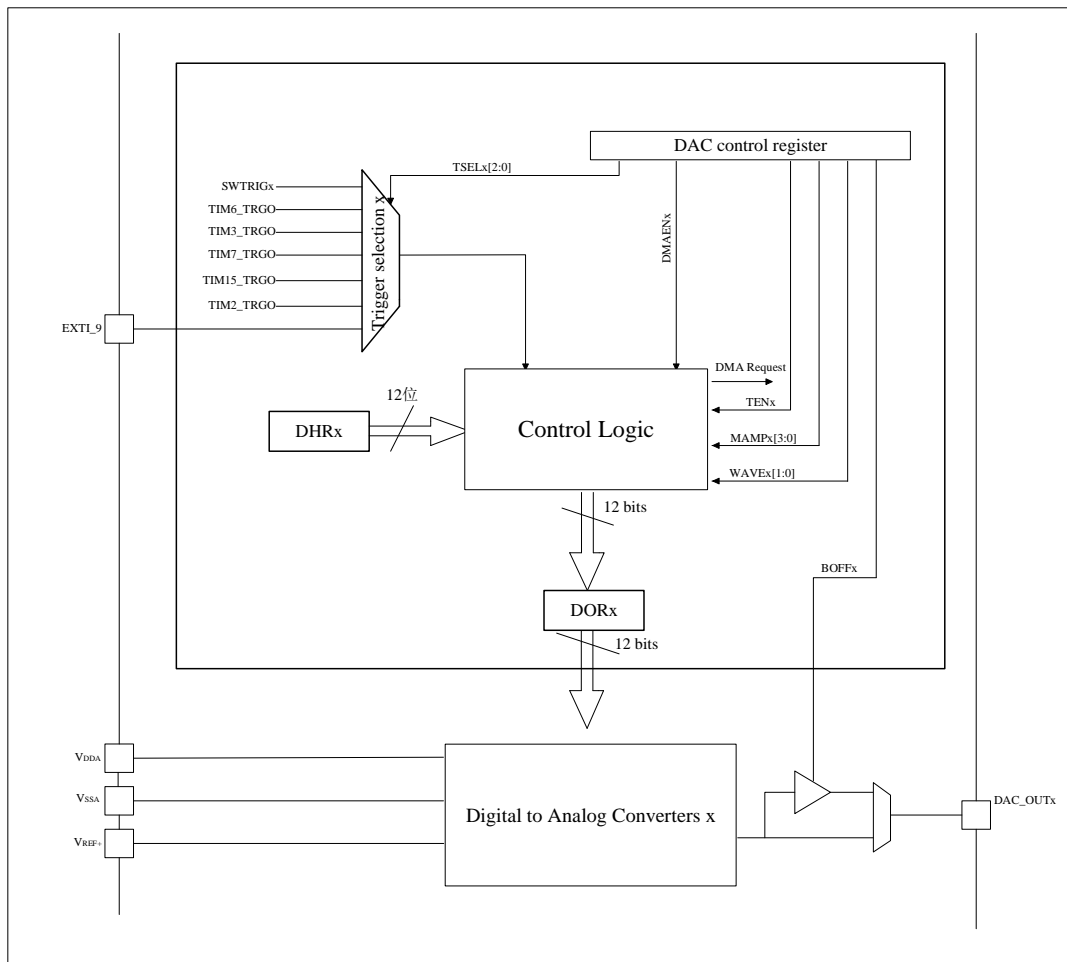 DAC control register
TSELx[2:0]
SWTRIGx
TIM6_TRGO
TIM3_TRGO
TIM7_TRGO
TIM15_TRGO
TIM2_TRGO
EXTI_9
Trigger selection x
DMAENx
DMA Request
TENx
MAMPx[3:0]
WAVEx[1:0]
12位
DHRx
Control Logic
12 bits
BOFFx
DORx
12 bits
VDDA
VSSA
VREF+
Digital to Analog Converters x
DAC_OUTx